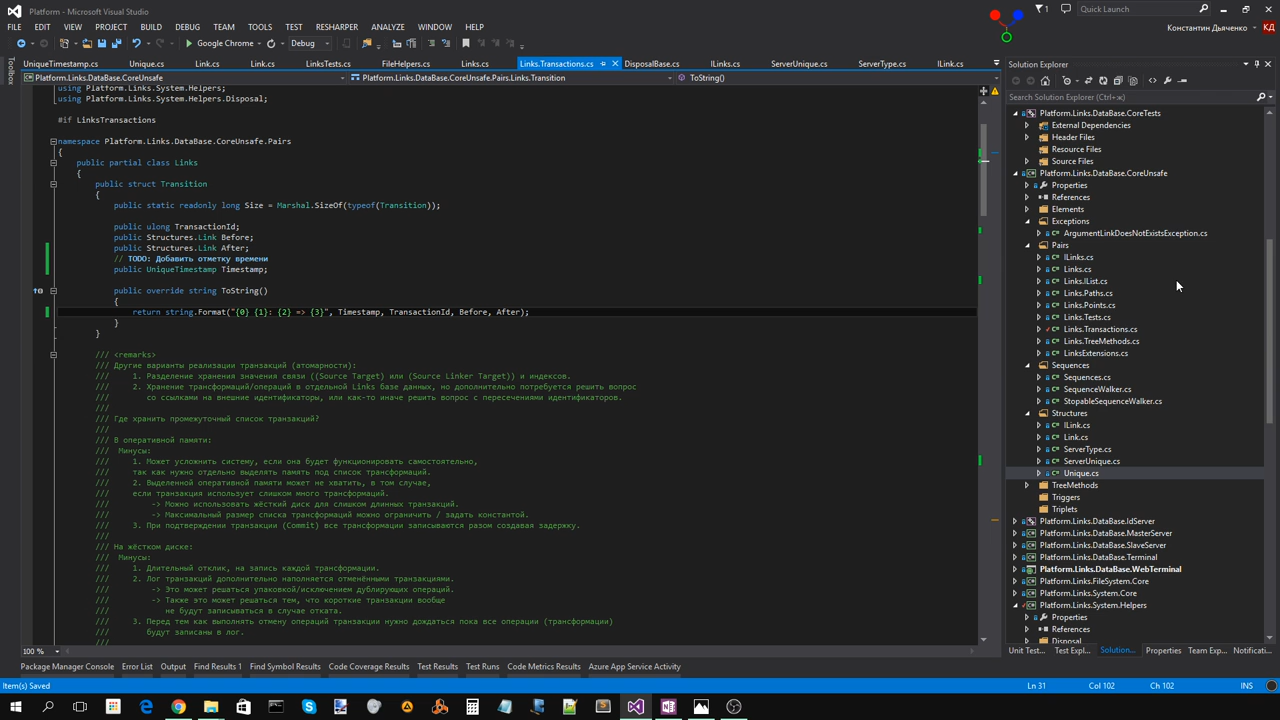 Platform - Microsoft Visual Studio
1
Quick Launch (Ctrl+Q)
FILE EDIT VIEW PROJECT BUILD DEBUG TEAM TOOLS TEST RESHARPER ANALYZE WINDOW HELP
Константин Дьяченко КД
Google Chrome Debug
Toolbox
UniqueTimestamp.cs Unique.cs Link.cs Link.cs LinksTests.cs FileHelpers.cs Links.cs Links.Transactions.cs DisposalBase.cs Links.cs ServerUnique.cs ServerType.cs ILink.cs
Platform.Links.DataBase.CoreUnsafe Platform.Links.DataBase.CoreUnsafe.Pairs.Links.Transition ToString()
using Platform.Links.System.Helpers;
using Platform.Links.System.Helpers.Disposal;
#if LinksTransactions
namespace Platform.Links.DataBase.CoreUnsafe.Pairs
{
public partial class Links
{
public struct Transition
{
public static readonly long Size = Marshal.SizeOf(typeof(Transition));
public ulong TransactionId;
public Structures.Link Before;
public Structures.Link After;
// TODO: Добавить отметку времени
public UniqueTimestamp Timestamp;
public override string ToString()
{
return string.Format("{0} {1}: {2} => {3}", Timestamp, TransactionId, Before, After);
}
}
/// <remarks>
/// Другие варианты реализации транзакций (атомарности):
/// 1. Разделение хранения значения связи ((Source Target) или (Source Linker Target)) и индексов.
/// 2. Хранение трансформаций/операций в отдельной Links базе данных, но дополнительно потребуется решить вопрос
/// со ссылками на внешние идентификаторы, или как-то иначе решить вопрос с пересечениями идентификаторов.
///
/// Где хранить промежуточный список транзакций?
///
/// В оперативной памяти:
/// Минусы:
/// 1. Может усложнить систему, если она будет функционировать самостоятельно,
/// так как нужно отдельно выделять память под список трансформаций.
/// 2. Выделенной оперативной памяти может не хватить, в том случае,
/// если транзакция использует слишком много трансформаций.
/// -> Можно использовать жёсткий диск для слишком длинных транзакций.
/// -> Максимальный размер списка трансформаций можно ограничить / задать константой.
/// 3. При подтверждении транзакции (Commit) все трансформации записываются разом создавая задержку.
///
/// На жёстком диске:
/// Минусы:
/// 1. Длительный отклик, на запись каждой трансформации.
/// 2. Лог транзакций дополнительно наполняется отменёнными транзакциями.
/// -> Это может решаться упаковкой/исключением дублирующих операций.
/// -> Также это может решаться тем, что короткие транзакции вообще
/// не будут записываться в случае отката.
/// 3. Перед тем как выполнять отмену операций транзакции нужно дождаться пока все операции (трансформации)
/// будут записаны в лог.
///
100 %
Solution Explorer
Search Solution Explorer (Ctrl+ж)
Platform.Links.DataBase.CoreTests
External Dependencies
Header Files
Resource Files
Source Files
Platform.Links.DataBase.CoreUnsafe
Properties
References
Elements
Exceptions
ArgumentLinkDoesNotExistsException.cs
Pairs
ILinks.cs
Links.cs
Links.IList.cs
Links.Paths.cs
Links.Points.cs
Links.Tests.cs
Links.Transactions.cs
Links.TreeMethods.cs
LinksExtensions.cs
Sequences
Sequences.cs
SequenceWalker.cs
StopableSequenceWalker.cs
Structures
ILink.cs
Link.cs
ServerType.cs
ServerUnique.cs
Unique.cs
TreeMethods
Triggers
Triplets
Platform.Links.DataBase.IdServer
Platform.Links.DataBase.MasterServer
Platform.Links.DataBase.SlaveServer
Platform.Links.DataBase.Terminal
Platform.Links.DataBase.WebTerminal
Platform.Links.FileSystem.Core
Platform.Links.System.Core
Platform.Links.System.Helpers
Properties
References
Disposal
Unit Test... Test Expl... Solution... Properties Team Exp... Notificati...
Package Manager Console Error List Output Find Results 1 Find Symbol Results Code Coverage Results Test Results Test Runs Code Metrics Results Azure App Service Activity
Item(s) Saved Ln 31 Col 102 Ch 102 INS